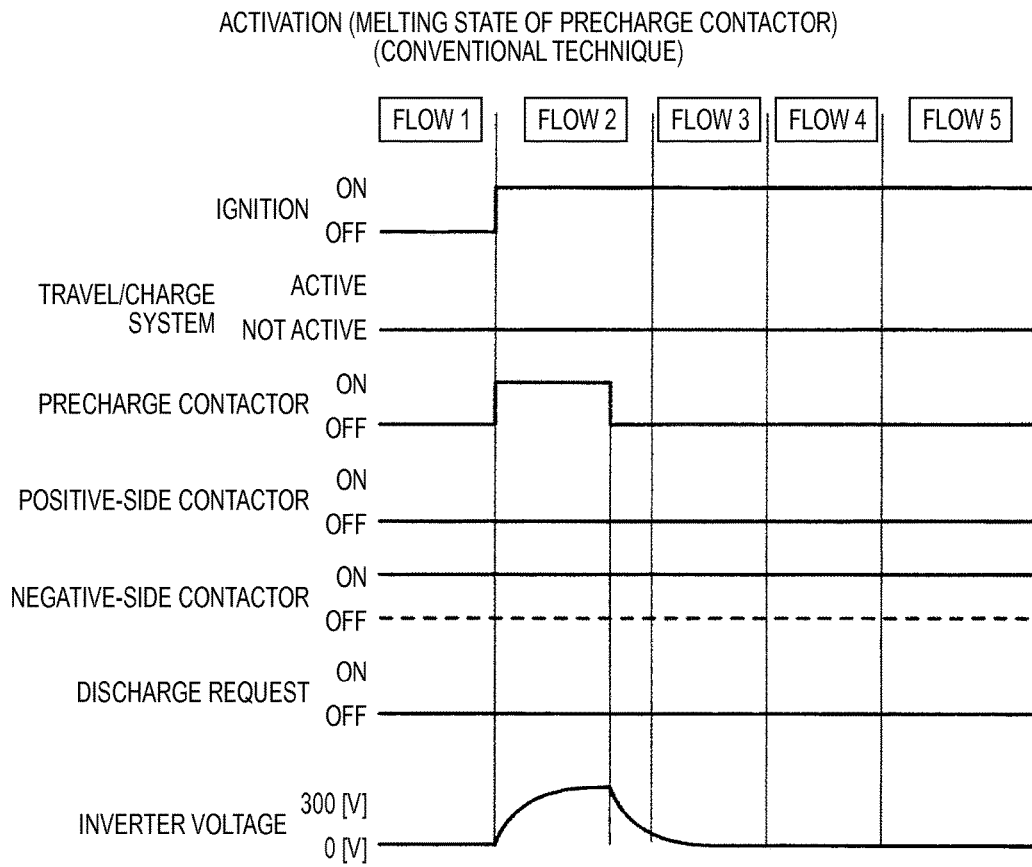 ACTIVATION (MELTING STATE OF PRECHARGE CONTACTOR)
(CONVENTIONAL TECHNIQUE)
FLOW 1
FLOW 2
FLOW 3
FLOW 4
FLOW 5
IGNITION
ON
OFF
TRAVEL/CHARGE
SYSTEM
ACTIVE
NOT ACTIVE
PRECHARGE CONTACTOR
ON
OFF
POSITIVE-SIDE CONTACTOR
ON
OFF
NEGATIVE-SIDE CONTACTOR
ON
OFF
DISCHARGE REQUEST
ON
OFF
INVERTER VOLTAGE
300 [V]
0 [V]